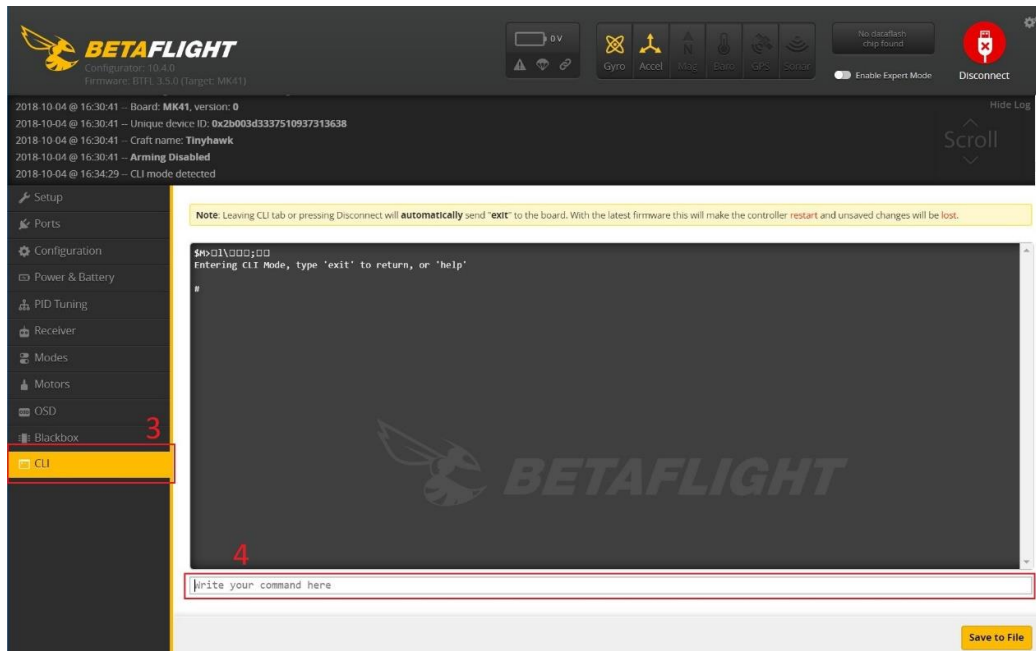 BETAFLIGHT
Configurator: 10.4.0
Firmware: BTFL 3.5.0 (Target: MK41)
0 V
Gyro Accel Mag Baro GPS Sonar
No dataflash
chip found
Enable Expert Mode
Disconnect
2018-10-04 @ 16:30:41 -- Board: MK41, version: 0
2018-10-04 @ 16:30:41 -- Unique device ID: 0x2b003d3337510937313638
2018-10-04 @ 16:30:41 -- Craft name: Tinyhawk
2018-10-04 @ 16:30:41 -- Arming Disabled
2018-10-04 @ 16:34:29 -- CLI mode detected
Hide Log
Scroll
Setup
Ports
Configuration
Power & Battery
PID Tuning
Receiver
Modes
Motors
OSD
Blackbox
3
CLI
Note: Leaving CLI tab or pressing Disconnect will automatically send "exit" to the board. With the latest firmware this will make the controller restart and unsaved changes will be lost.
$M>□l\□□□;□□
Entering CLI Mode, type 'exit' to return, or 'help'
#
BETAFLIGHT
4
Write your command here
Save to File